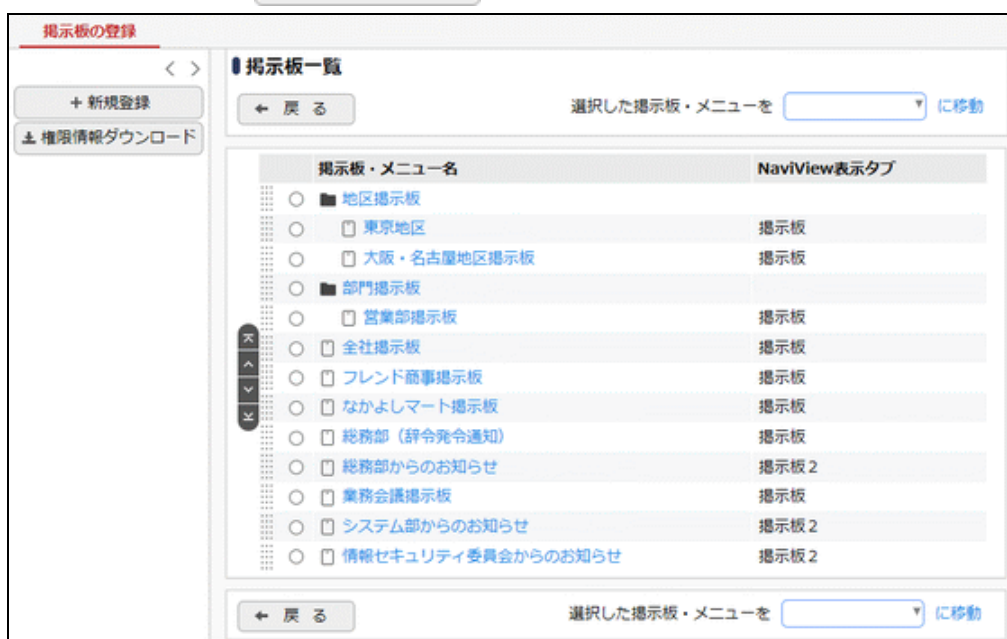 掲示板の登録
掲示板一覧
+ 新規登録
権限情報ダウンロード
← 戻る 選択した掲示板・メニューを に移動
掲示板・メニュー名 NaviView表示タブ
地区掲示板
東京地区 掲示板
大阪・名古屋地区掲示板 掲示板
部門掲示板
営業部掲示板 掲示板
全社掲示板 掲示板
フレンド商事掲示板 掲示板
なかよしマート掲示板 掲示板
総務部（辞令発令通知） 掲示板
総務部からのお知らせ 掲示板2
業務会議掲示板 掲示板
システム部からのお知らせ 掲示板2
情報セキュリティ委員会からのお知らせ 掲示板2
← 戻る 選択した掲示板・メニューを に移動